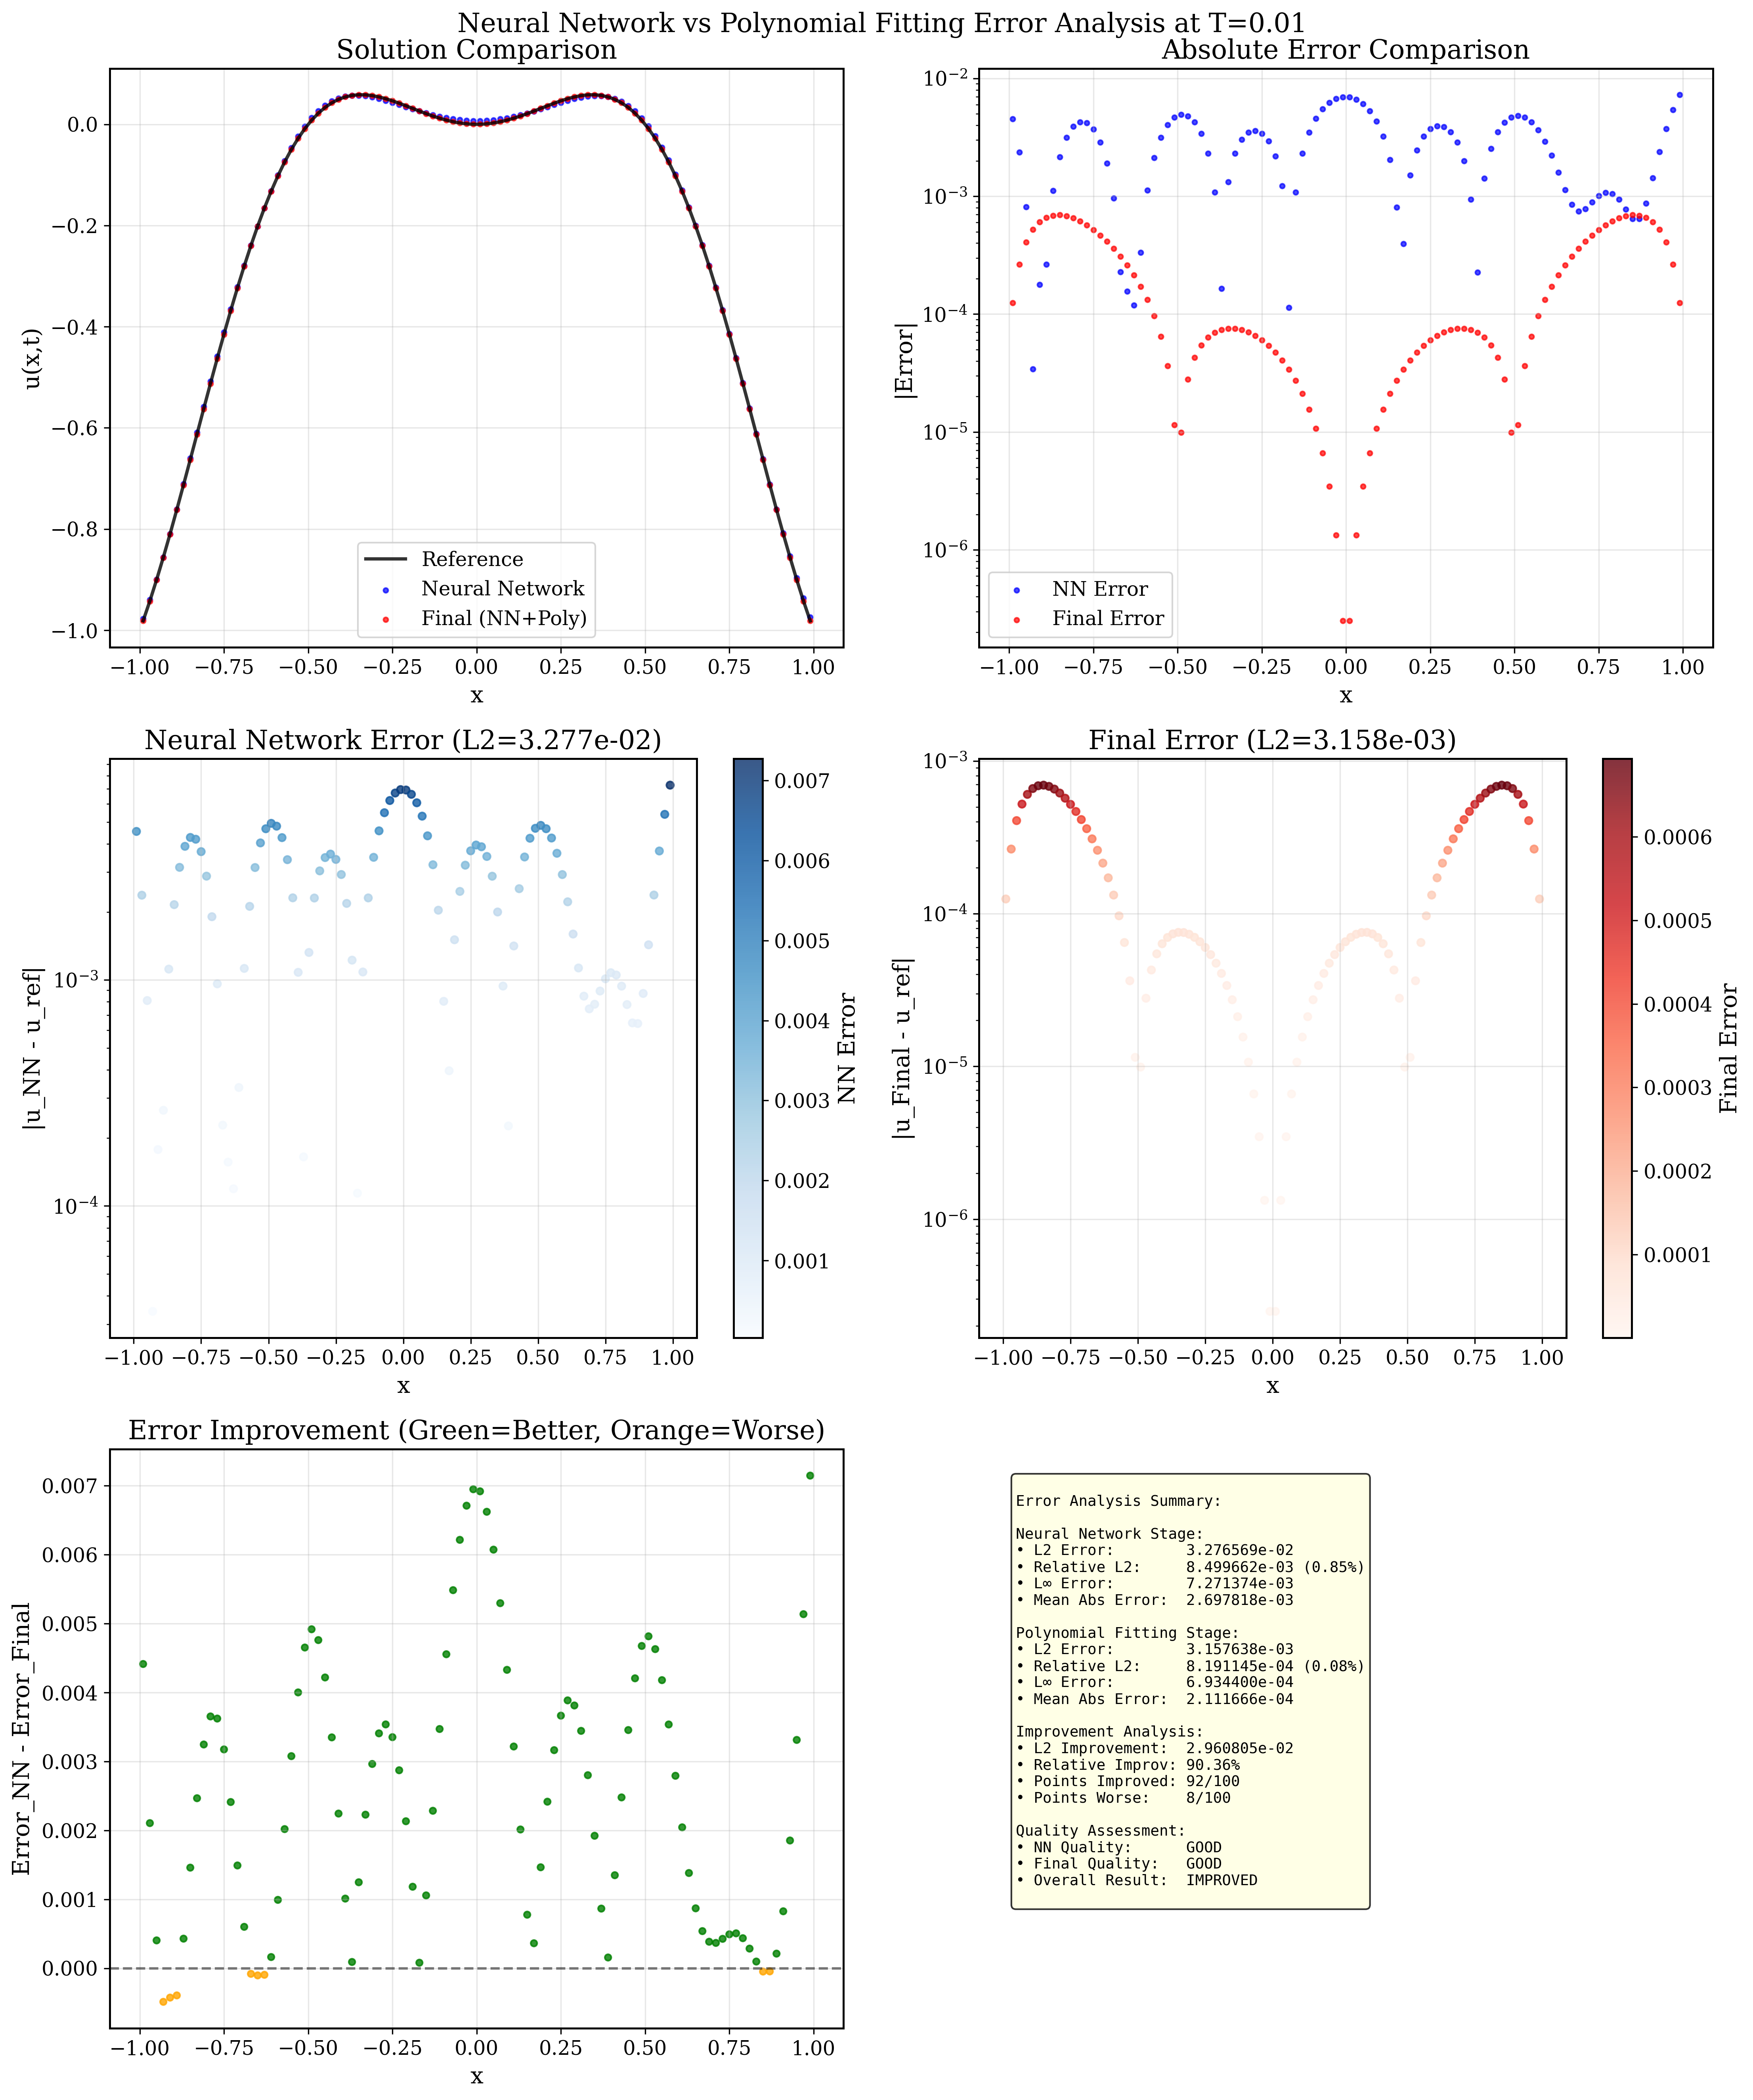 Neural Network vs Polynomial Fitting Error Analysis at T=0.01
Solution Comparison
0.0
−0.2
−0.4
−0.6
−0.8
−1.0
u(x,t)
Reference
Neural Network
Final (NN+Poly)
−1.00 −0.75 −0.50 −0.25 0.00 0.25 0.50 0.75 1.00
x
Absolute Error Comparison
10⁻²
10⁻³
10⁻⁴
10⁻⁵
10⁻⁶
|Error|
NN Error
Final Error
−1.00 −0.75 −0.50 −0.25 0.00 0.25 0.50 0.75 1.00
x
Neural Network Error (L2=3.277e-02)
10⁻³
10⁻⁴
|u_NN - u_ref|
−1.00 −0.75 −0.50 −0.25 0.00 0.25 0.50 0.75 1.00
x
0.007
0.006
0.005
0.004
0.003
0.002
0.001
NN Error
Final Error (L2=3.158e-03)
10⁻³
10⁻⁴
10⁻⁵
10⁻⁶
|u_Final - u_ref|
−1.00 −0.75 −0.50 −0.25 0.00 0.25 0.50 0.75 1.00
x
0.0006
0.0005
0.0004
0.0003
0.0002
0.0001
Final Error
Error Improvement (Green=Better, Orange=Worse)
0.007
0.006
0.005
0.004
0.003
0.002
0.001
0.000
Error_NN - Error_Final
−1.00 −0.75 −0.50 −0.25 0.00 0.25 0.50 0.75 1.00
x
Error Analysis Summary:
Neural Network Stage:
• L2 Error: 3.276569e-02
• Relative L2: 8.499662e-03 (0.85%)
• L∞ Error: 7.271374e-03
• Mean Abs Error: 2.697818e-03
Polynomial Fitting Stage:
• L2 Error: 3.157638e-03
• Relative L2: 8.191145e-04 (0.08%)
• L∞ Error: 6.934400e-04
• Mean Abs Error: 2.111666e-04
Improvement Analysis:
• L2 Improvement: 2.960805e-02
• Relative Improv: 90.36%
• Points Improved: 92/100
• Points Worse: 8/100
Quality Assessment:
• NN Quality: GOOD
• Final Quality: GOOD
• Overall Result: IMPROVED